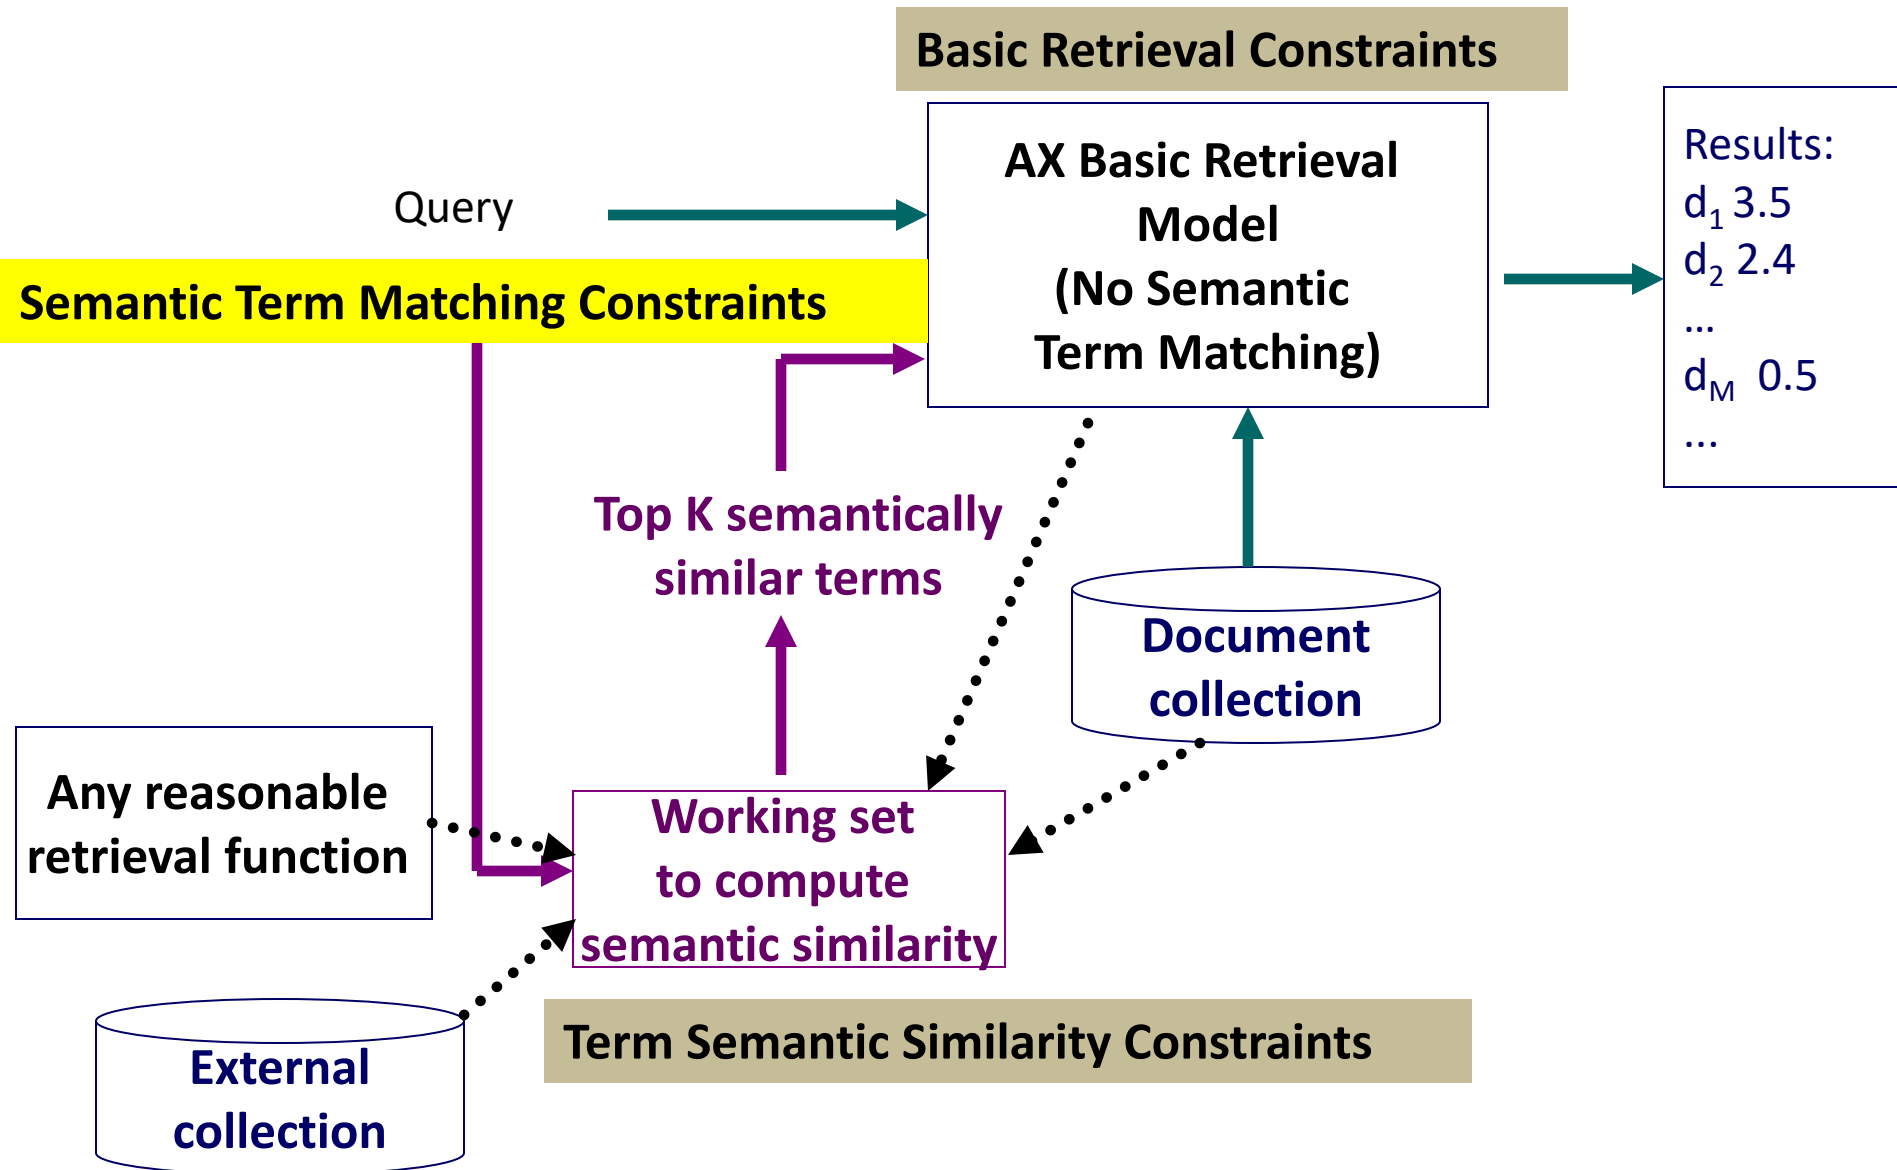 Basic Retrieval Constraints
AX Basic Retrieval
Model
(No Semantic
Term Matching)
Results:
d1 3.5
d2 2.4
...
dM 0.5
...
Query
Semantic Term Matching Constraints
Top K semantically
similar terms
Document
collection
Any reasonable
retrieval function
Working set
to compute
semantic similarity
Term Semantic Similarity Constraints
External
collection